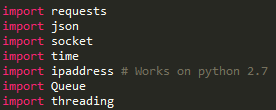 import requests
import json
import socket
import time
import ipaddress # Works on python 2.7
import Queue
import threading